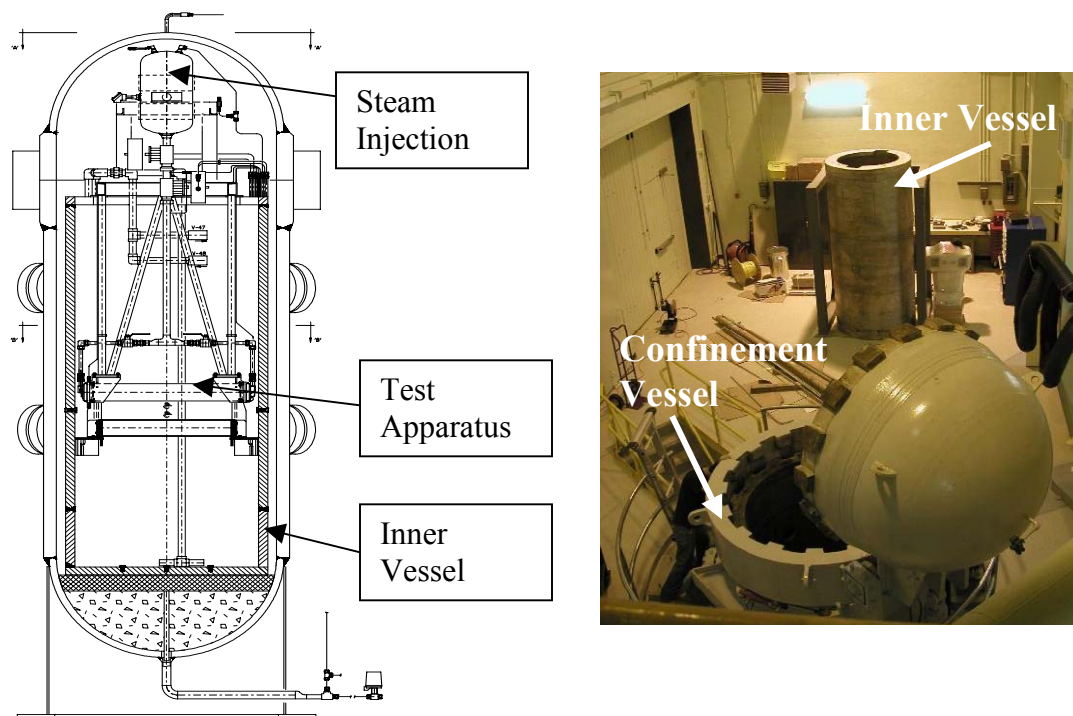 Steam
Injection
Test
Apparatus
Inner
Vessel
Inner Vessel
Confinement
Vessel